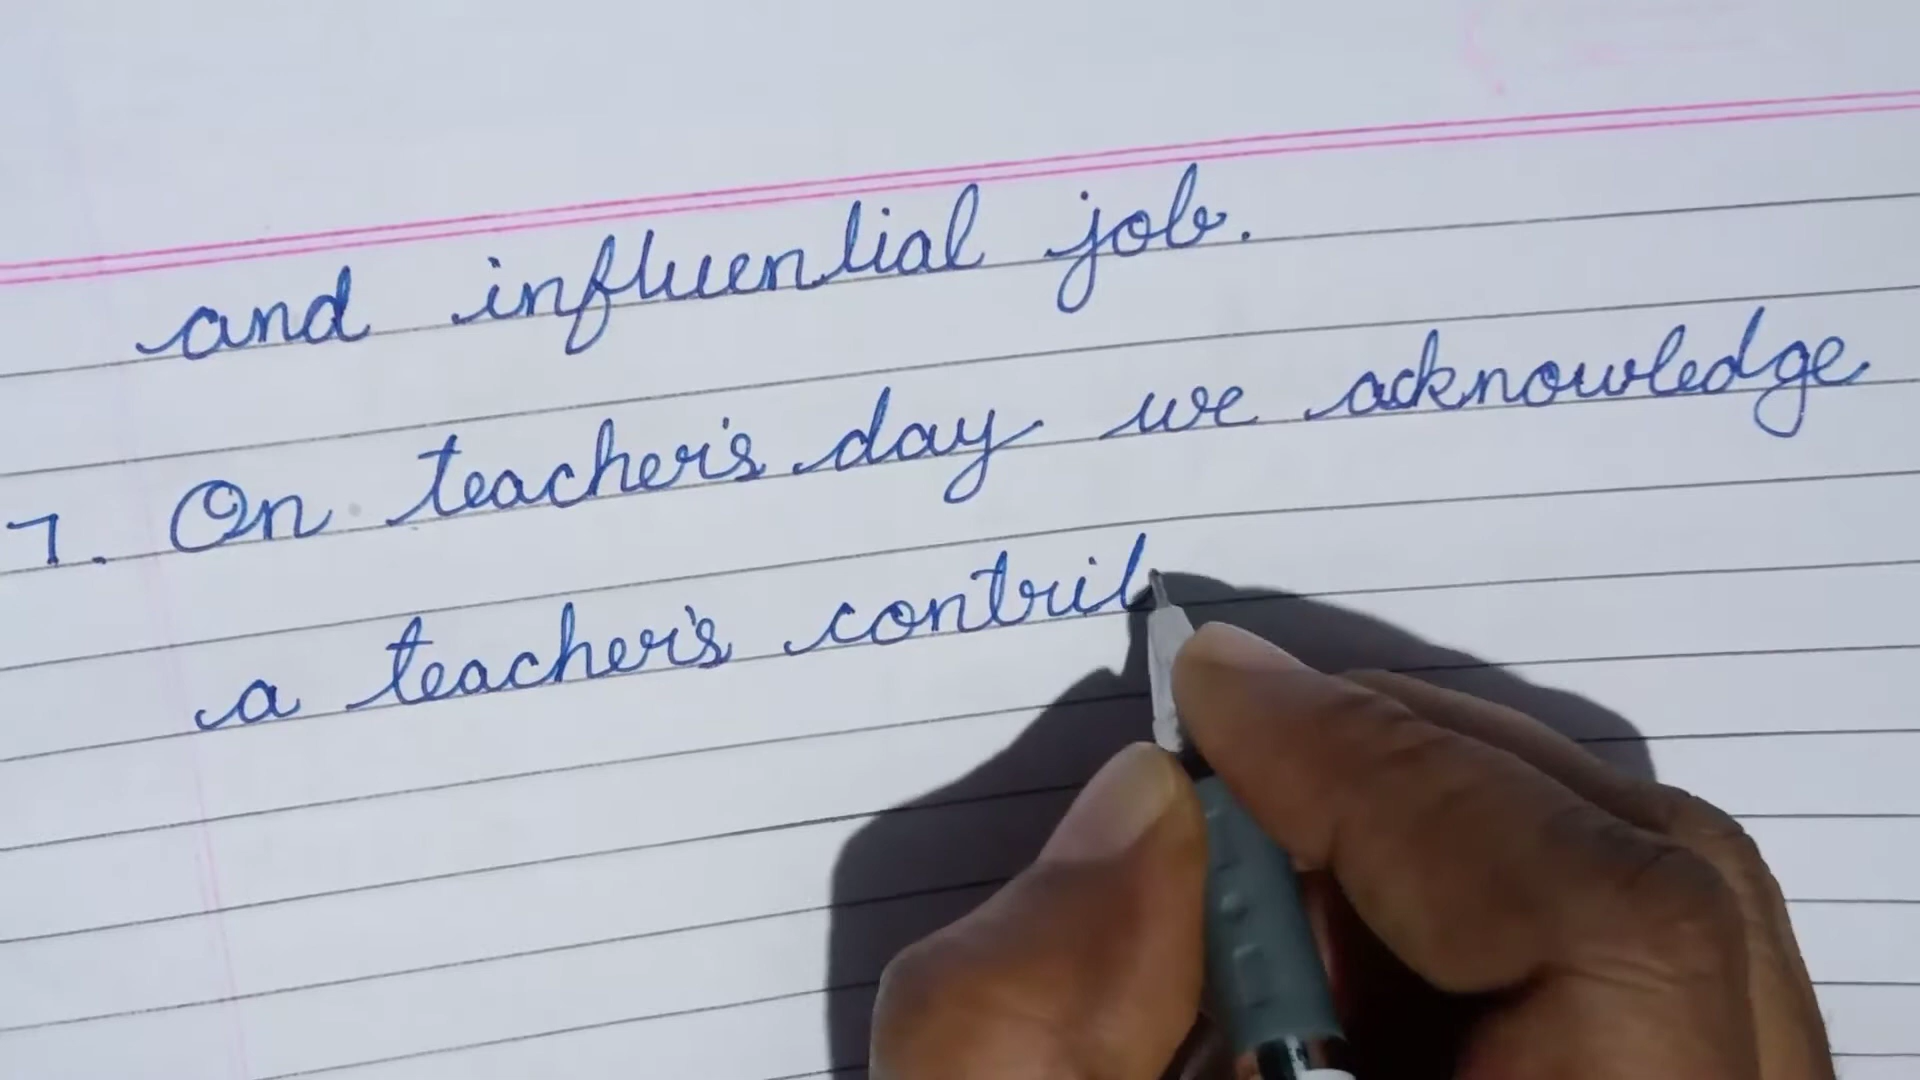 and influential job.
7. On teacher's day we acknowledge
a teacher's contrib